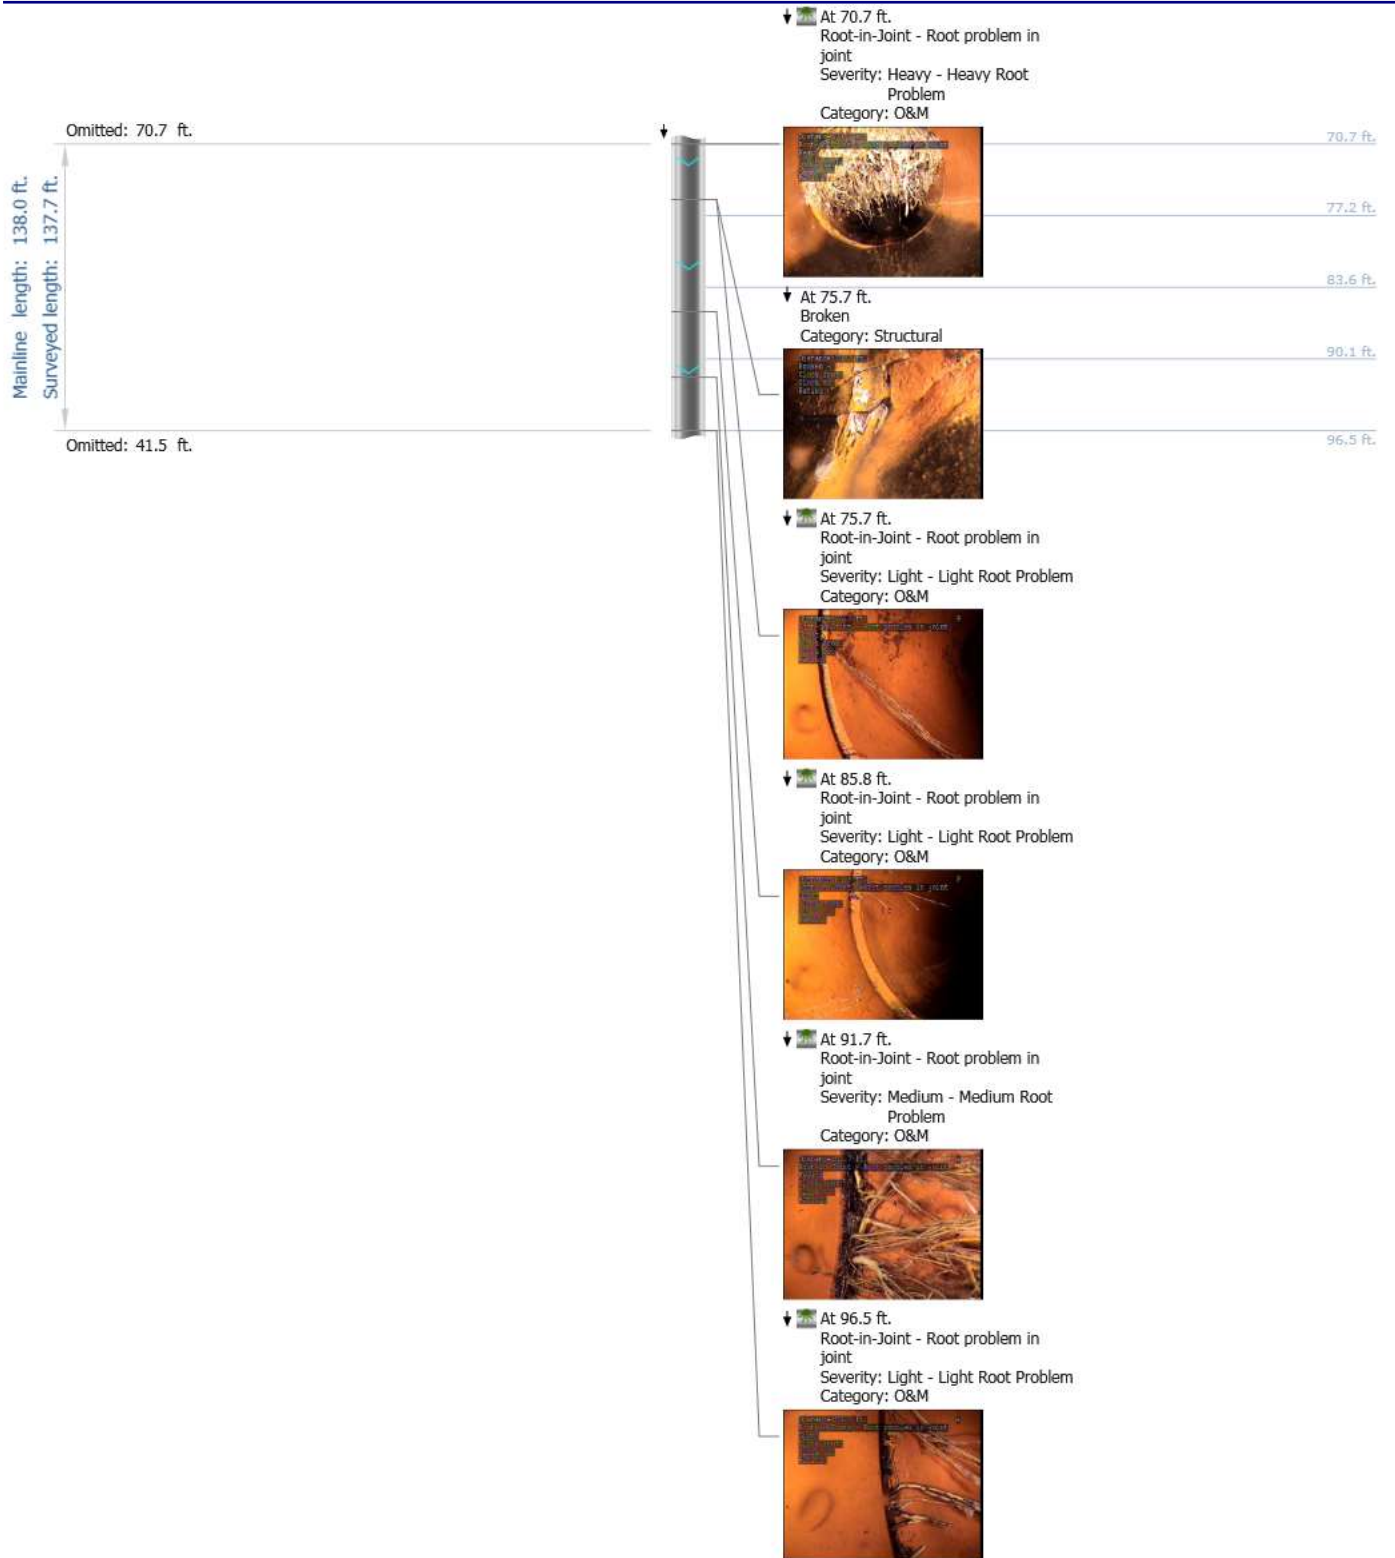 At 70.7 ft.
Root-in-Joint - Root problem in
joint
Severity: Heavy - Heavy Root
Problem
Category: O&M
Omitted: 70.7 ft.
Mainline length: 138.0 ft.
Surveyed length: 137.7 ft.
Omitted: 41.5 ft.
70.7 ft.
77.2 ft.
83.6 ft.
90.1 ft.
96.5 ft.
At 75.7 ft.
Broken
Category: Structural
At 75.7 ft.
Root-in-Joint - Root problem in
joint
Severity: Light - Light Root Problem
Category: O&M
At 85.8 ft.
Root-in-Joint - Root problem in
joint
Severity: Light - Light Root Problem
Category: O&M
At 91.7 ft.
Root-in-Joint - Root problem in
joint
Severity: Medium - Medium Root
Problem
Category: O&M
At 96.5 ft.
Root-in-Joint - Root problem in
joint
Severity: Light - Light Root Problem
Category: O&M